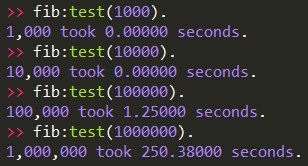 >> fib:test(1000).
1,000 took 0.00000 seconds.
>> fib:test(10000).
10,000 took 0.00000 seconds.
>> fib:test(100000).
100,000 took 1.25000 seconds.
>> fib:test(1000000).
1,000,000 took 250.38000 seconds.